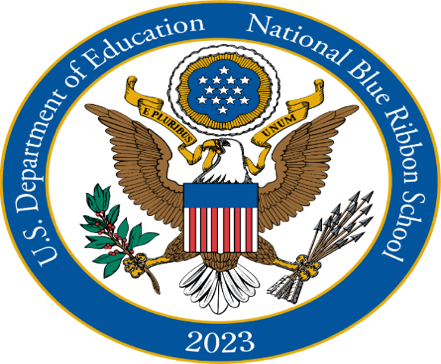 U.S. Department of Education
National Blue Ribbon School
E PLURIBUS
UNUM
2023